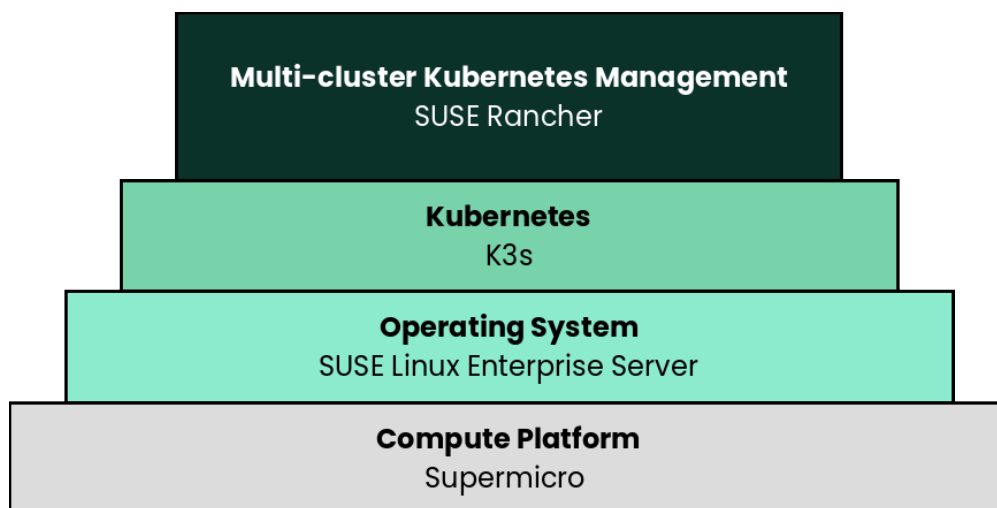 Multi-cluster Kubernetes Management
SUSE Rancher
Kubernetes
K3s
Operating System
SUSE Linux Enterprise Server
Compute Platform
Supermicro